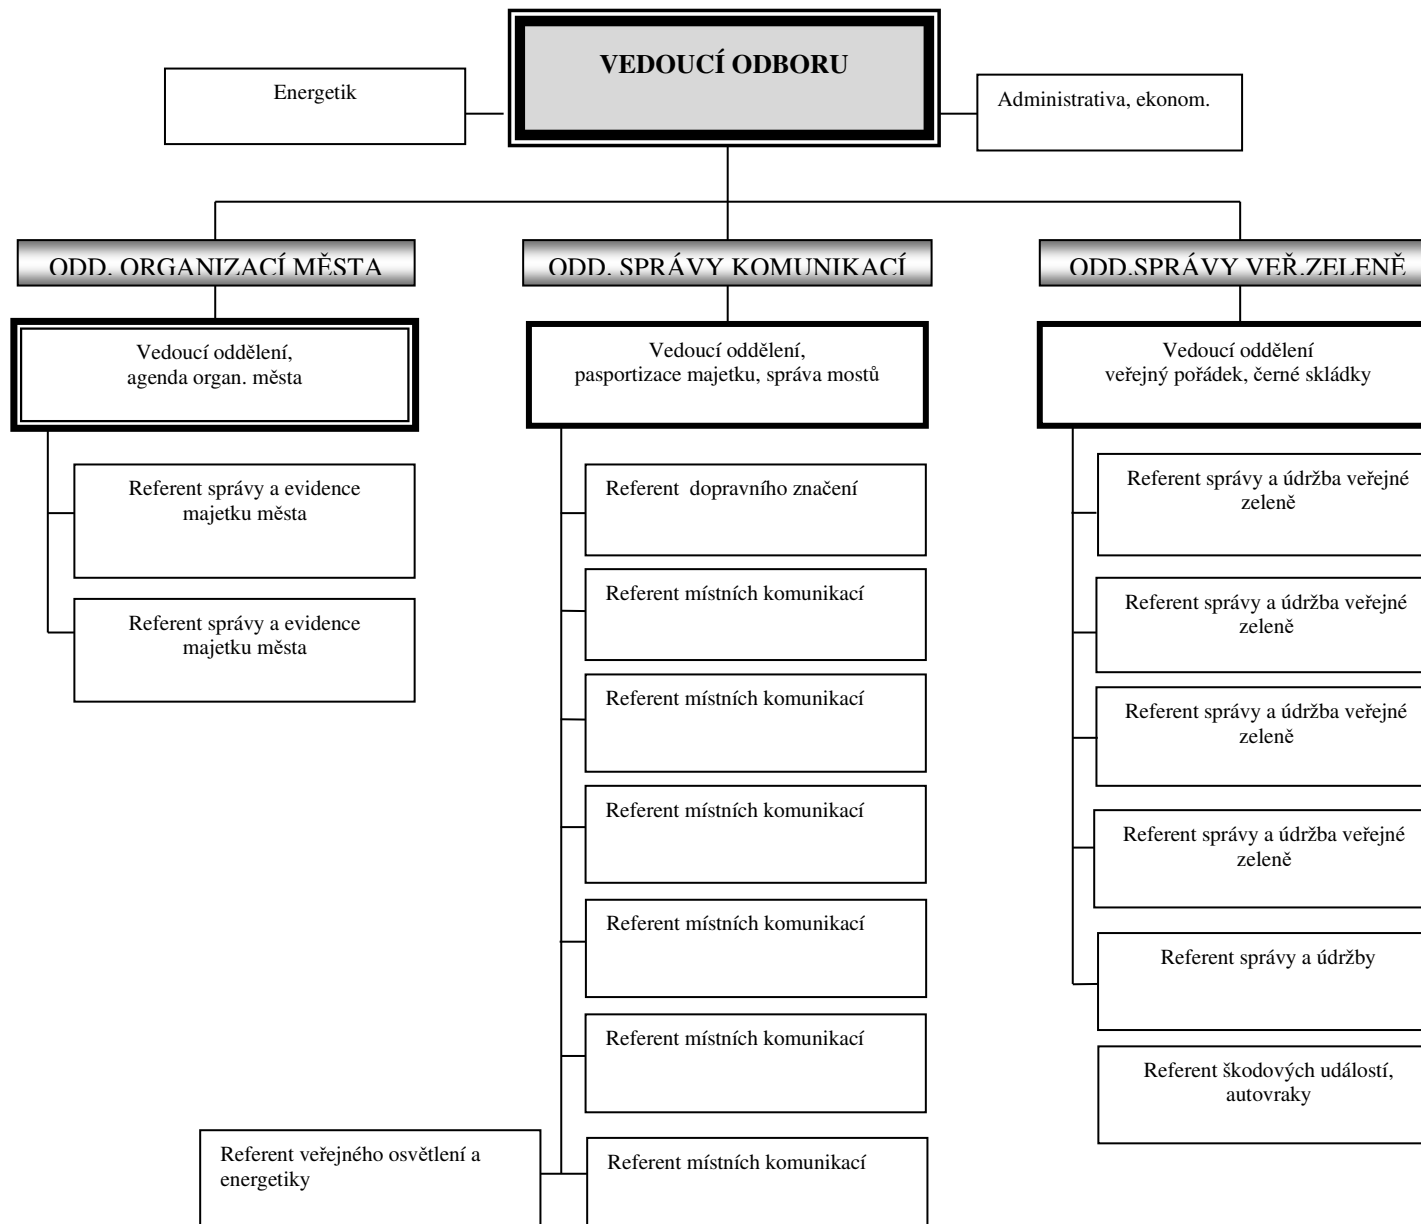 VEDOUCÍ ODBORU
Energetik
Administrativa, ekonom.
ODD. ORGANIZACÍ MĚSTA
ODD. SPRÁVY KOMUNIKACÍ
ODD.SPRÁVY VEŘ.ZELENĚ
Vedoucí oddělení,
agenda organ. města
Vedoucí oddělení,
pasportizace majetku, správa mostů
Vedoucí oddělení
veřejný pořádek, černé skládky
Referent správy a evidence
majetku města
Referent správy a evidence
majetku města
Referent  dopravního značení
Referent místních komunikací
Referent místních komunikací
Referent místních komunikací
Referent místních komunikací
Referent místních komunikací
Referent veřejného osvětlení a
energetiky
Referent místních komunikací
Referent správy a údržba veřejné
zeleně
Referent správy a údržba veřejné
zeleně
Referent správy a údržba veřejné
zeleně
Referent správy a údržba veřejné
zeleně
Referent správy a údržby
Referent škodových událostí,
autovraky